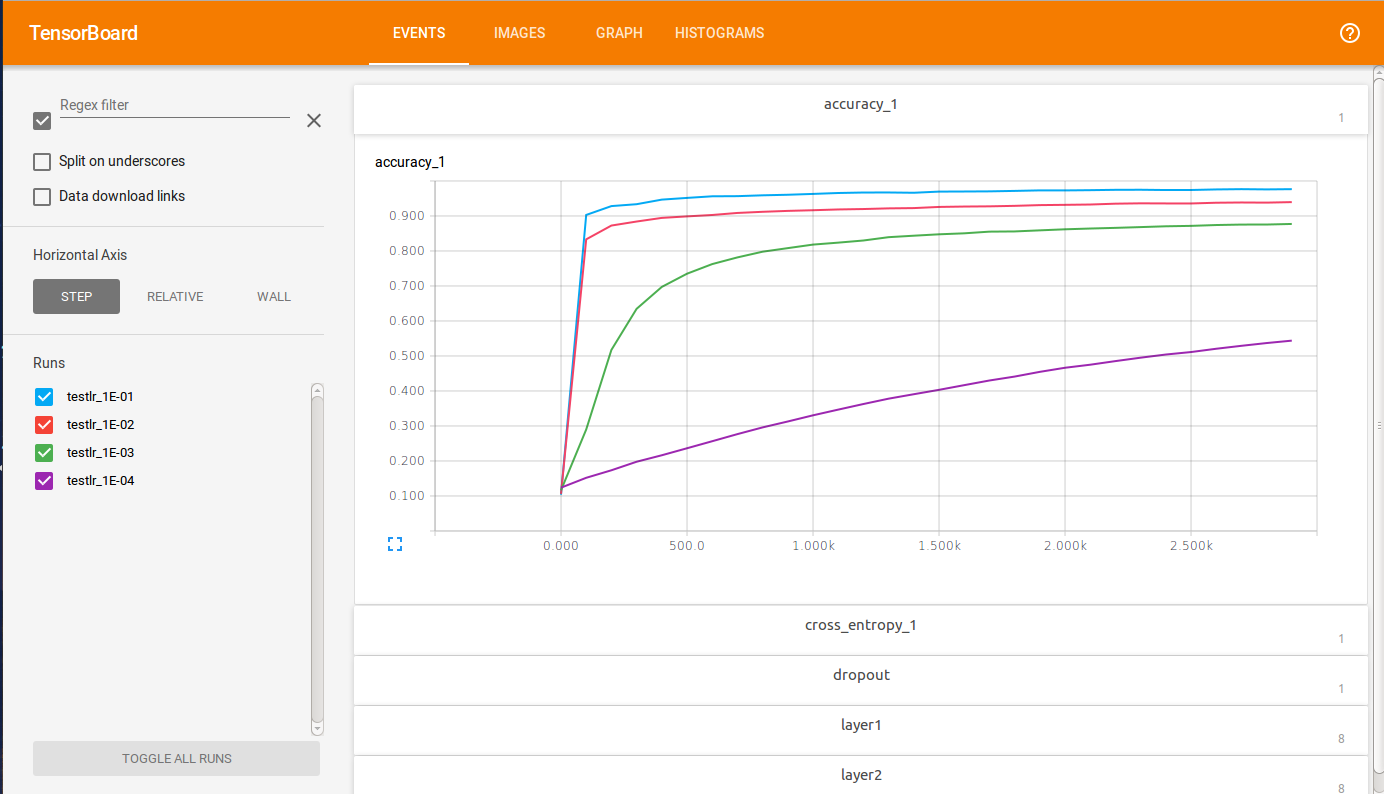 TensorBoard
EVENTS IMAGES GRAPH HISTOGRAMS
Regex filter
Split on underscores
Data download links
Horizontal Axis
STEP RELATIVE WALL
Runs
testlr_1E-01
testlr_1E-02
testlr_1E-03
testlr_1E-04
TOGGLE ALL RUNS
accuracy_1
1
accuracy_1
0.900
0.800
0.700
0.600
0.500
0.400
0.300
0.200
0.100
0.000 500.0 1.000k 1.500k 2.000k 2.500k
cross_entropy_1
1
dropout
1
layer1
8
layer2
8